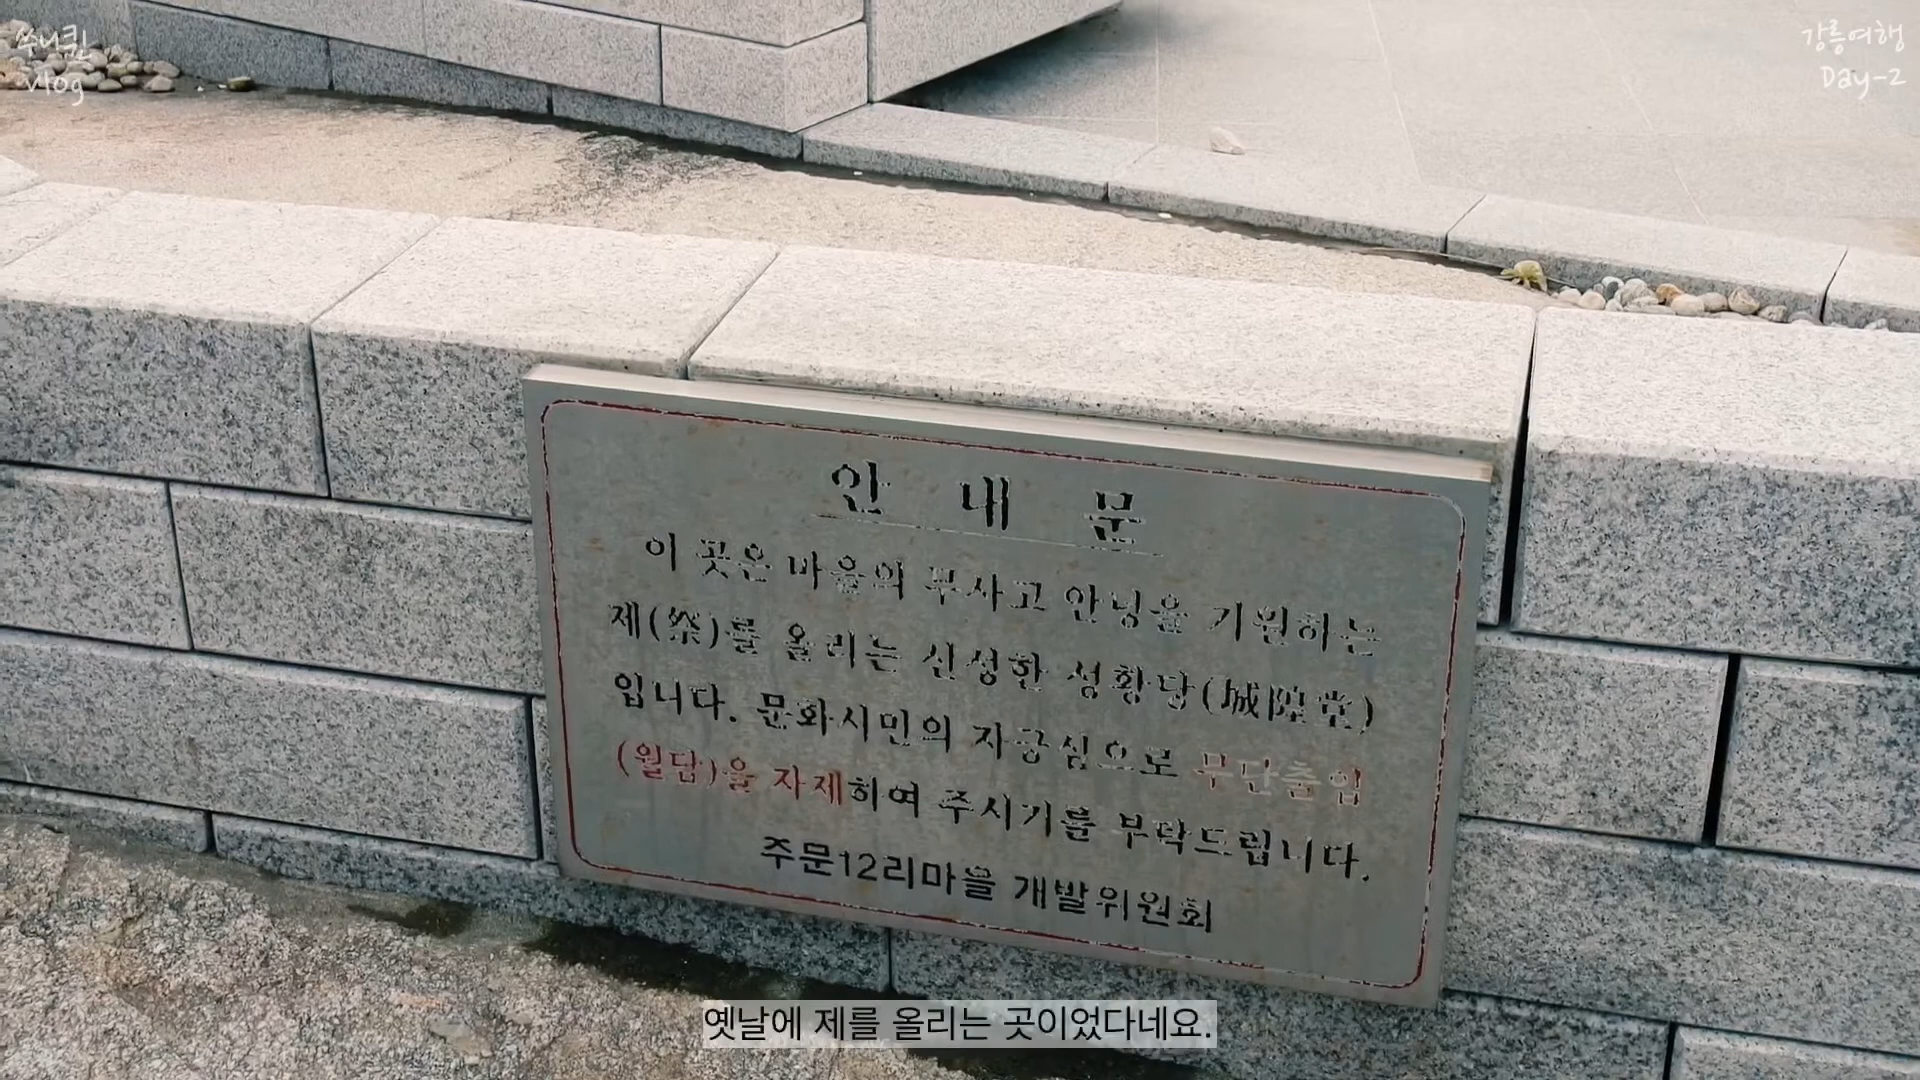 쑤니퀸
vlog
강릉여행
Day-2
안내문
이 곳은 마을의 무사고 안녕을 기원하는
제(祭)를 올리는 신성한 성황당(城隍堂)
입니다. 문화시민의 자긍심으로 무단출입
(월담)을 자제하여 주시기를 부탁드립니다.
주문12리마을 개발위원회
옛날에 제를 올리는 곳이었다네요.